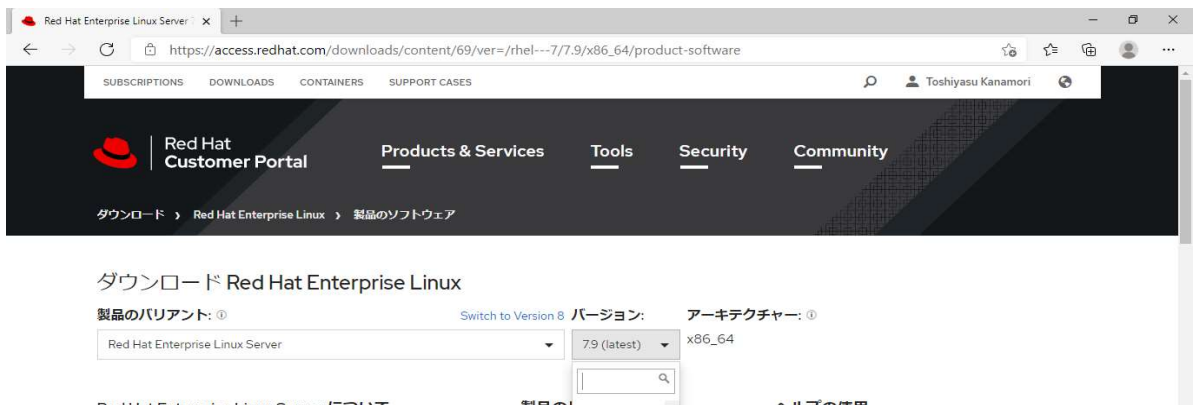 Red Hat Enterprise Linux Server
https://access.redhat.com/downloads/content/69/ver=/rhel---7/7.9/x86_64/product-software
SUBSCRIPTIONS DOWNLOADS CONTAINERS SUPPORT CASES Toshiyasu Kanamori
Red Hat
Customer Portal
Products & Services Tools Security Community
ダウンロード › Red Hat Enterprise Linux › 製品のソフトウェア
ダウンロード Red Hat Enterprise Linux
製品のバリアント: Switch to Version 8 バージョン: アーキテクチャー:
Red Hat Enterprise Linux Server 7.9 (latest) x86_64